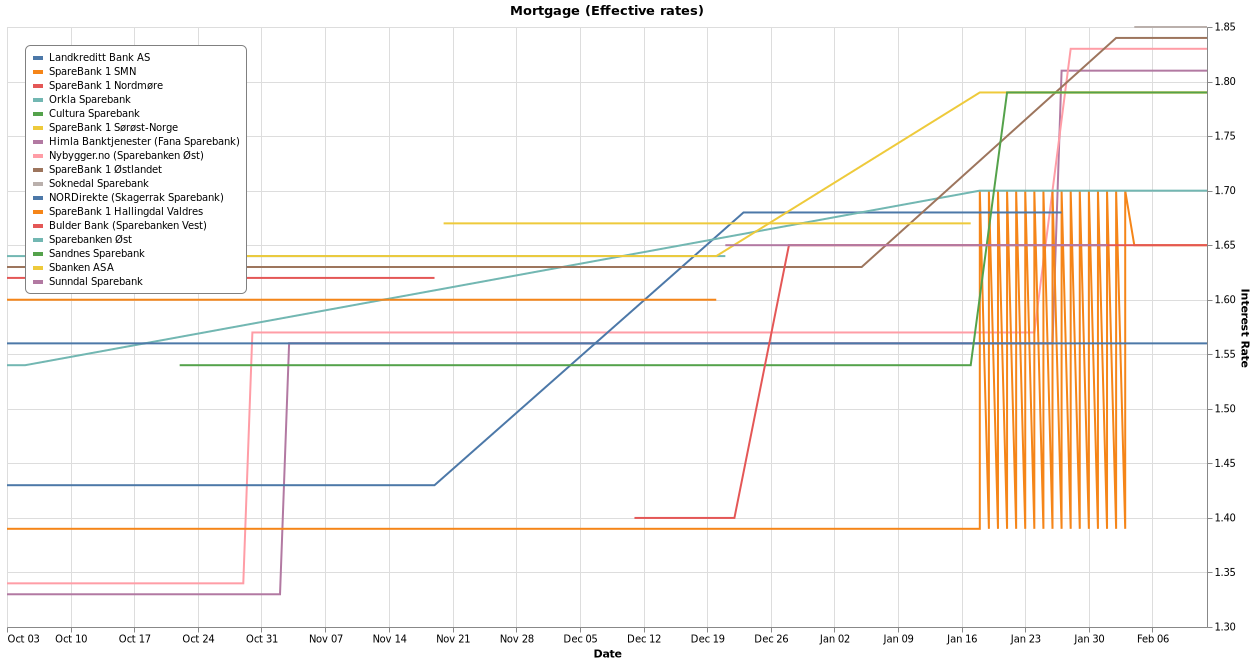 Mortgage (Effective rates)
Landkreditt Bank AS
SpareBank 1 SMN
SpareBank 1 Nordmøre
Orkla Sparebank
Cultura Sparebank
SpareBank 1 Sørøst-Norge
Himla Banktjenester (Fana Sparebank)
Nybygger.no (Sparebanken Øst)
SpareBank 1 Østlandet
Soknedal Sparebank
NORDirekte (Skagerrak Sparebank)
SpareBank 1 Hallingdal Valdres
Bulder Bank (Sparebanken Vest)
Sparebanken Øst
Sandnes Sparebank
Sbanken ASA
Sunndal Sparebank
1.85
1.80
1.75
1.70
1.65
1.60
1.55
1.50
1.45
1.40
1.35
1.30
Interest Rate
Oct 03 Oct 10 Oct 17 Oct 24 Oct 31 Nov 07 Nov 14 Nov 21 Nov 28 Dec 05 Dec 12 Dec 19 Dec 26 Jan 02 Jan 09 Jan 16 Jan 23 Jan 30 Feb 06
Date